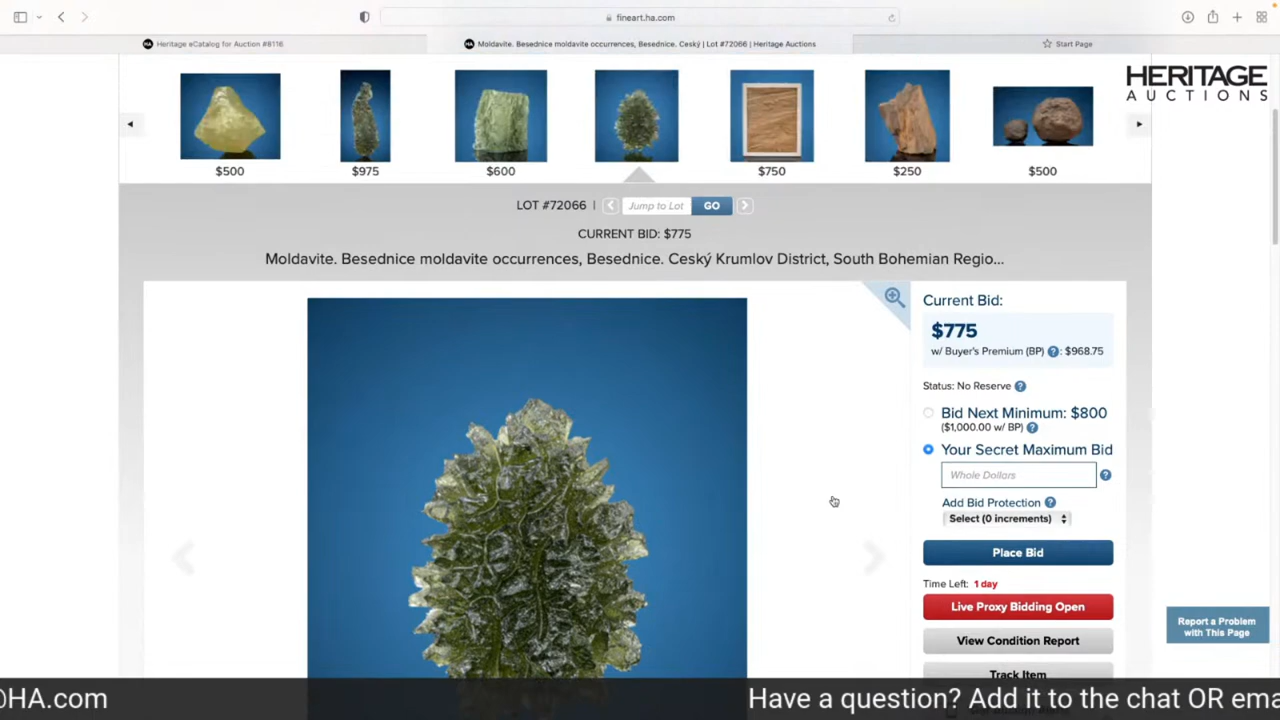 fineart.ha.com
HA Heritage eCatalog for Auction #8116
HA Moldavite. Besednice moldavite occurrences, Besednice. Ceský | Lot #72066 | Heritage Auctions
Start Page
HERITAGE
AUCTIONS
$500
$975
$600
$750
$250
$500
LOT #72066 |
Jump to Lot
GO
CURRENT BID: $775
Moldavite. Besednice moldavite occurrences, Besednice. Ceský Krumlov District, South Bohemian Regio...
Current Bid:
$775
w/ Buyer's Premium (BP) ?: $968.75
Status: No Reserve ?
Bid Next Minimum: $800
($1,000.00 w/ BP) ?
Your Secret Maximum Bid
Whole Dollars ?
Add Bid Protection ?
Select (0 increments)
Place Bid
Time Left: 1 day
Live Proxy Bidding Open
View Condition Report
Track Item
Report a Problem
with This Page
HA.com
Have a question? Add it to the chat OR ema